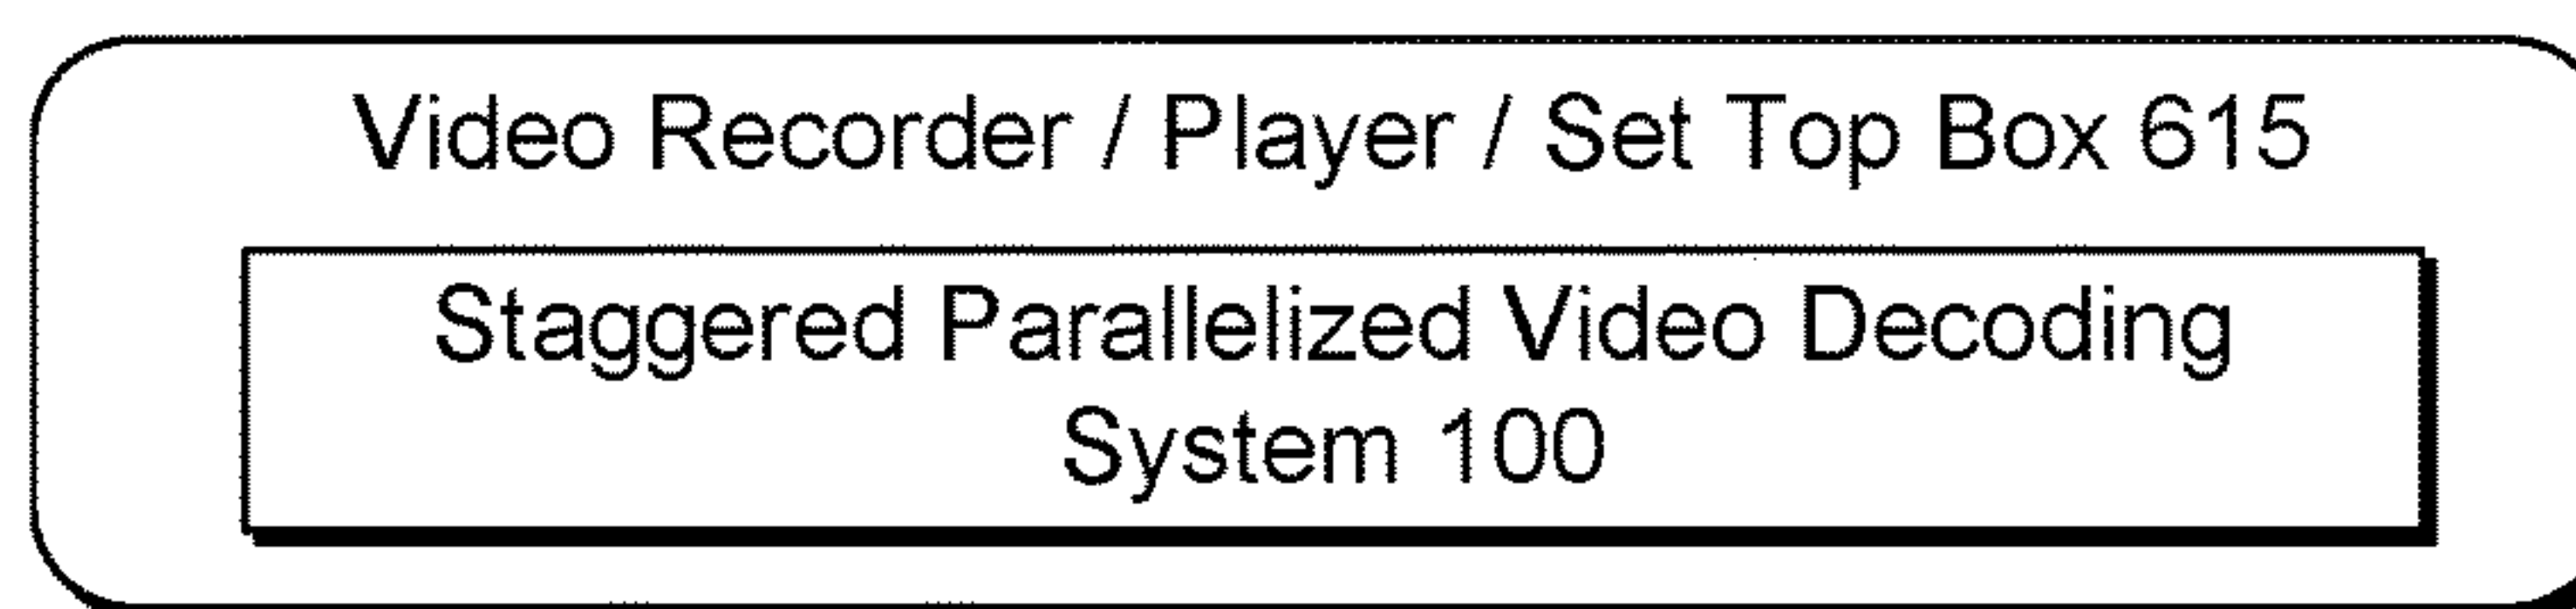 Video Recorder / Player / Set Top Box 615
Staggered Parallelized Video Decoding
System 100